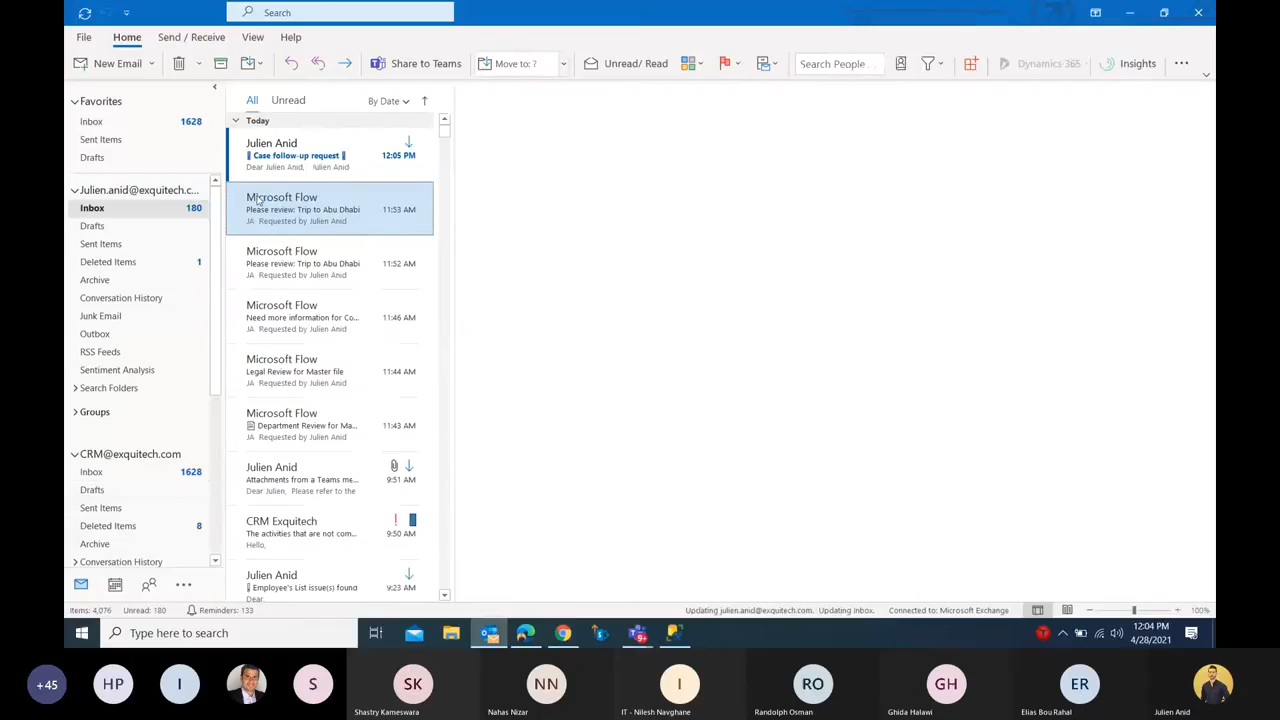 Search
File Home Send / Receive View Help
New Email Share to Teams Move to: ? Unread/ Read Search People ... Dynamics 365 Insights ...
Favorites
Inbox 1628
Sent Items
Drafts
Julien.anid@exquitech.c...
Inbox 180
Drafts
Sent Items
Deleted Items 1
Archive
Conversation History
Junk Email
Outbox
RSS Feeds
Sentiment Analysis
Search Folders
Groups
CRM@exquitech.com
Inbox 1628
Drafts
Sent Items
Deleted Items 8
Archive
Conversation History
All Unread By Date
Today
Julien Anid
Case follow-up request 12:05 PM
Dear Julien Anid, Julien Anid
Microsoft Flow
Please review: Trip to Abu Dhabi 11:53 AM
JA Requested by Julien Anid
Microsoft Flow
Please review: Trip to Abu Dhabi 11:52 AM
JA Requested by Julien Anid
Microsoft Flow
Need more information for Co... 11:46 AM
JA Requested by Julien Anid
Microsoft Flow
Legal Review for Master file 11:44 AM
JA Requested by Julien Anid
Microsoft Flow
Department Review for Ma... 11:43 AM
JA Requested by Julien Anid
Julien Anid
Attachments from a Teams me... 9:51 AM
Dear Julien, Please refer to the
CRM Exquitech
The activities that are not com... 9:50 AM
Hello,
Julien Anid
Employee's List issue(s) found 9:23 AM
Dear
Items: 4,076 Unread: 180 Reminders: 133 Updating julien.anid@exquitech.com. Updating Inbox. Connected to: Microsoft Exchange 100%
Type here to search 9+ 12:04 PM
4/28/2021
+45 HP I S SK NN I RO GH ER
Shastry Kameswara Nahas Nizar IT - Nilesh Navghane Randolph Osman Ghida Halawi Elias Bou Rahal Julien Anid